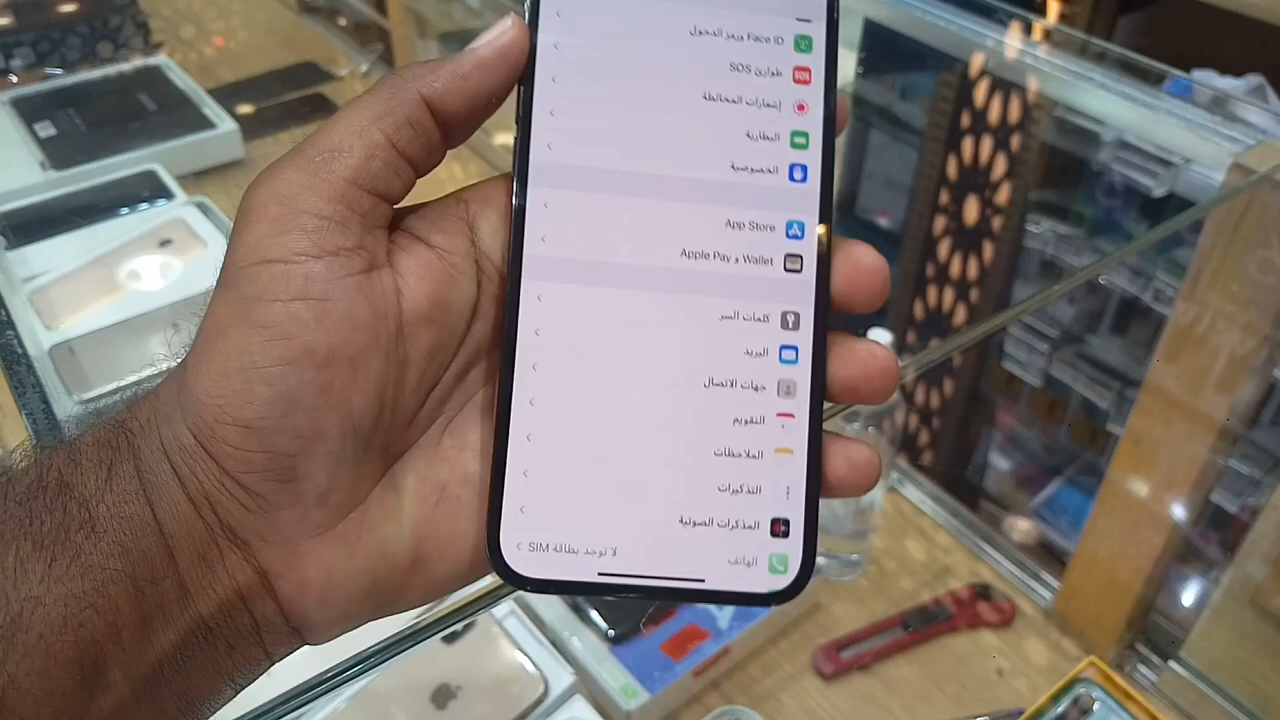 Face ID ورمز الدخول
SOS طوارئ SOS
إشعارات المخالطة
البطارية
الخصوصية
App Store
Wallet و Apple Pay
كلمات السر
البريد
جهات الاتصال
التقويم
الملاحظات
التذكيرات
المذكرات الصوتية
الهاتف لا توجد بطاقة SIM